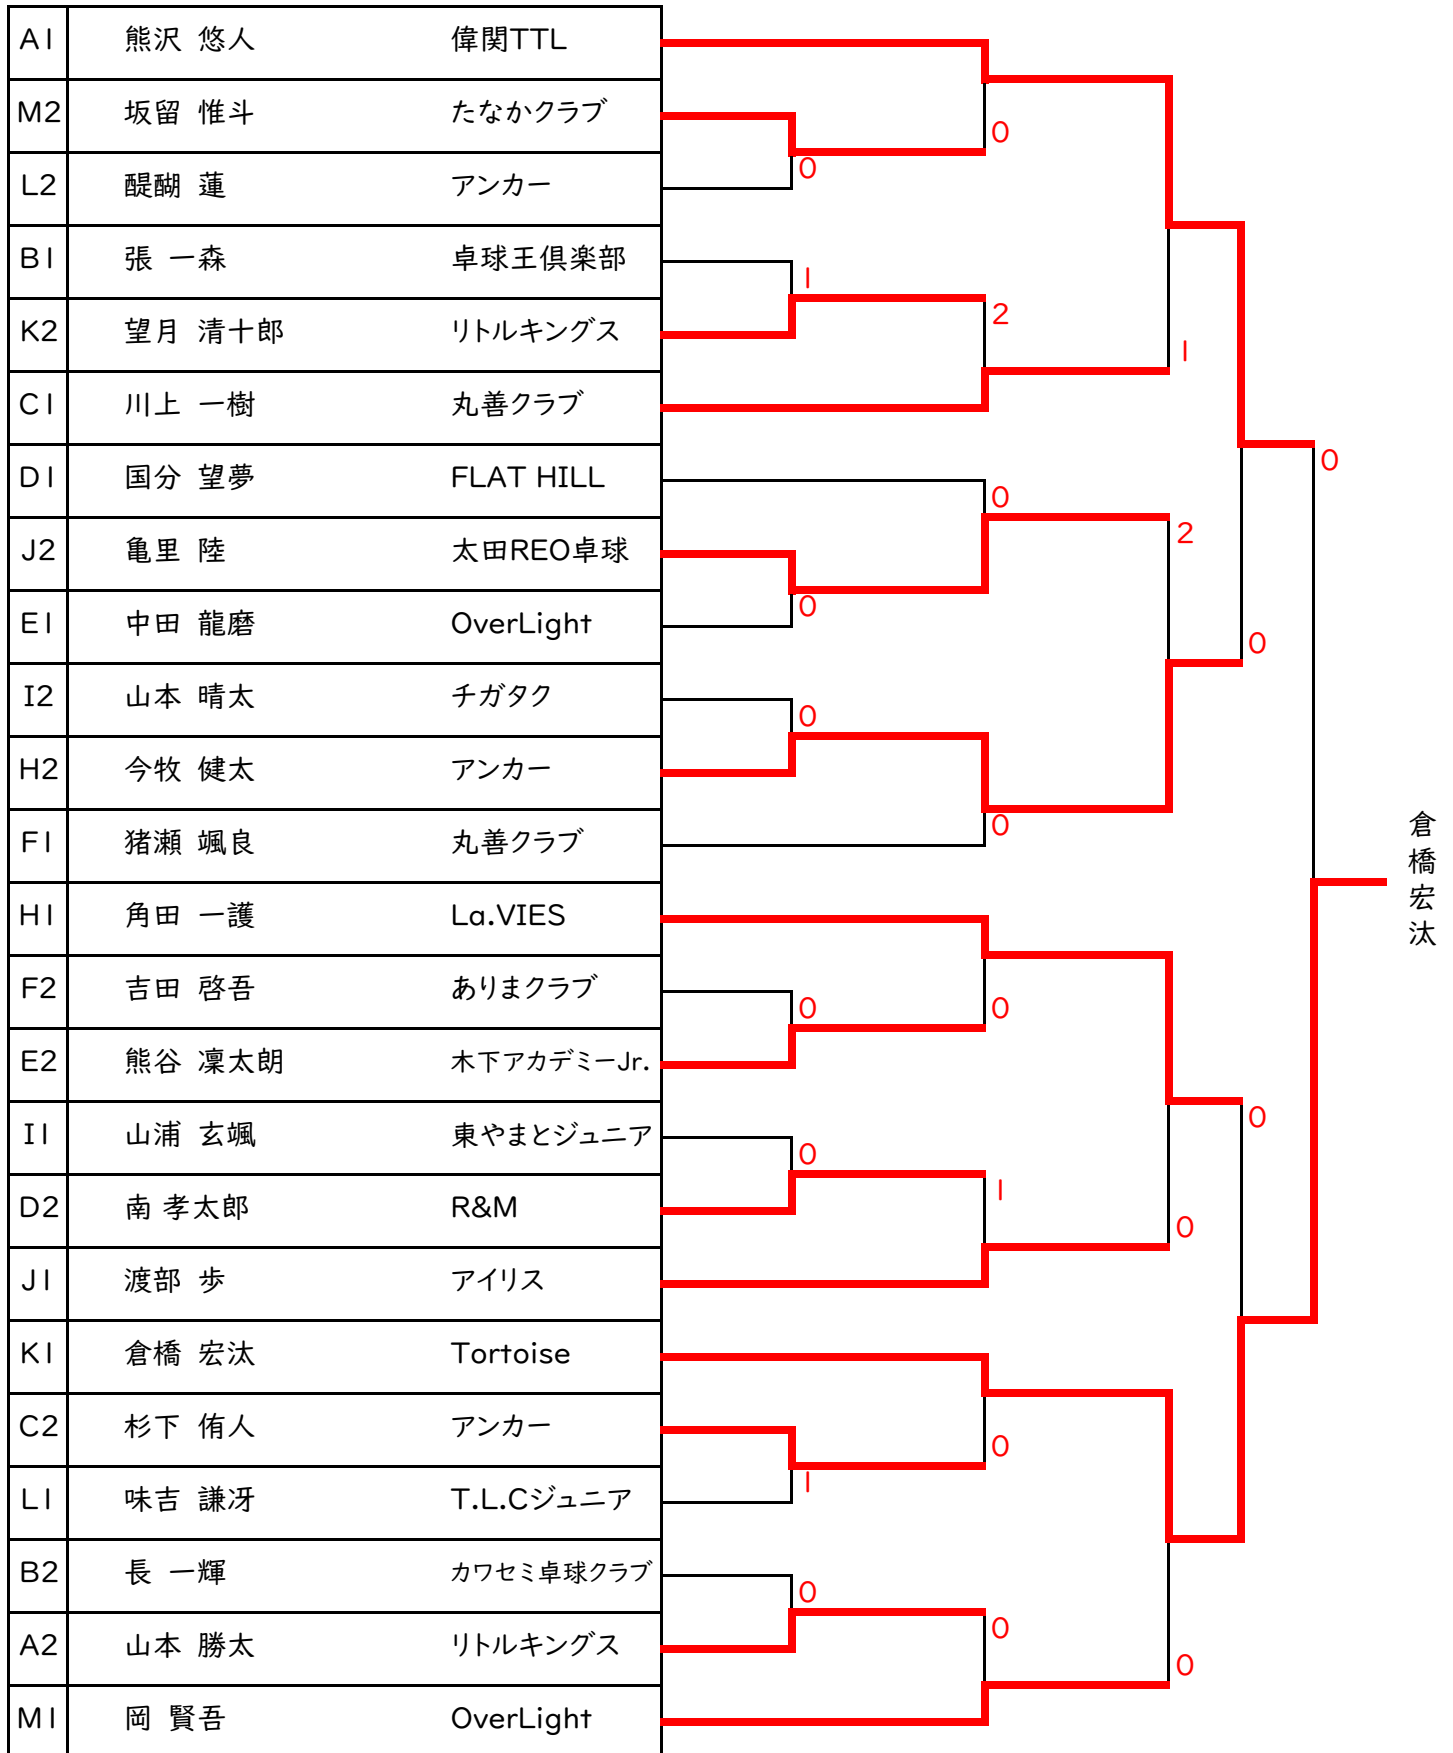 A1 熊沢 悠人 偉関TTL
M2 坂留 惟斗 たなかクラブ
0
0
L2 醍醐 蓮 アンカー
B1 張 一森 卓球王倶楽部
1
2
K2 望月 清十郎 リトルキングス
1
C1 川上 一樹 丸善クラブ
0
D1 国分 望夢 FLAT HILL
0
2
J2 亀里 陸 太田REO卓球
0
E1 中田 龍磨 OverLight
0
I2 山本 晴太 チガタク
0
H2 今牧 健太 アンカー
0
F1 猪瀬 颯良 丸善クラブ
倉橋宏汰
H1 角田 一護 La.VIES
F2 吉田 啓吾 ありまクラブ
0
0
E2 熊谷 凜太朗 木下アカデミーJr.
0
I1 山浦 玄颯 東やまとジュニア
0
1
D2 南 孝太郎 R&M
0
J1 渡部 歩 アイリス
K1 倉橋 宏汰 Tortoise
C2 杉下 侑人 アンカー
0
1
L1 味吉 謙冴 T.L.Cジュニア
B2 長 一輝 カワセミ卓球クラブ
0
0
A2 山本 勝太 リトルキングス
0
M1 岡 賢吾 OverLight